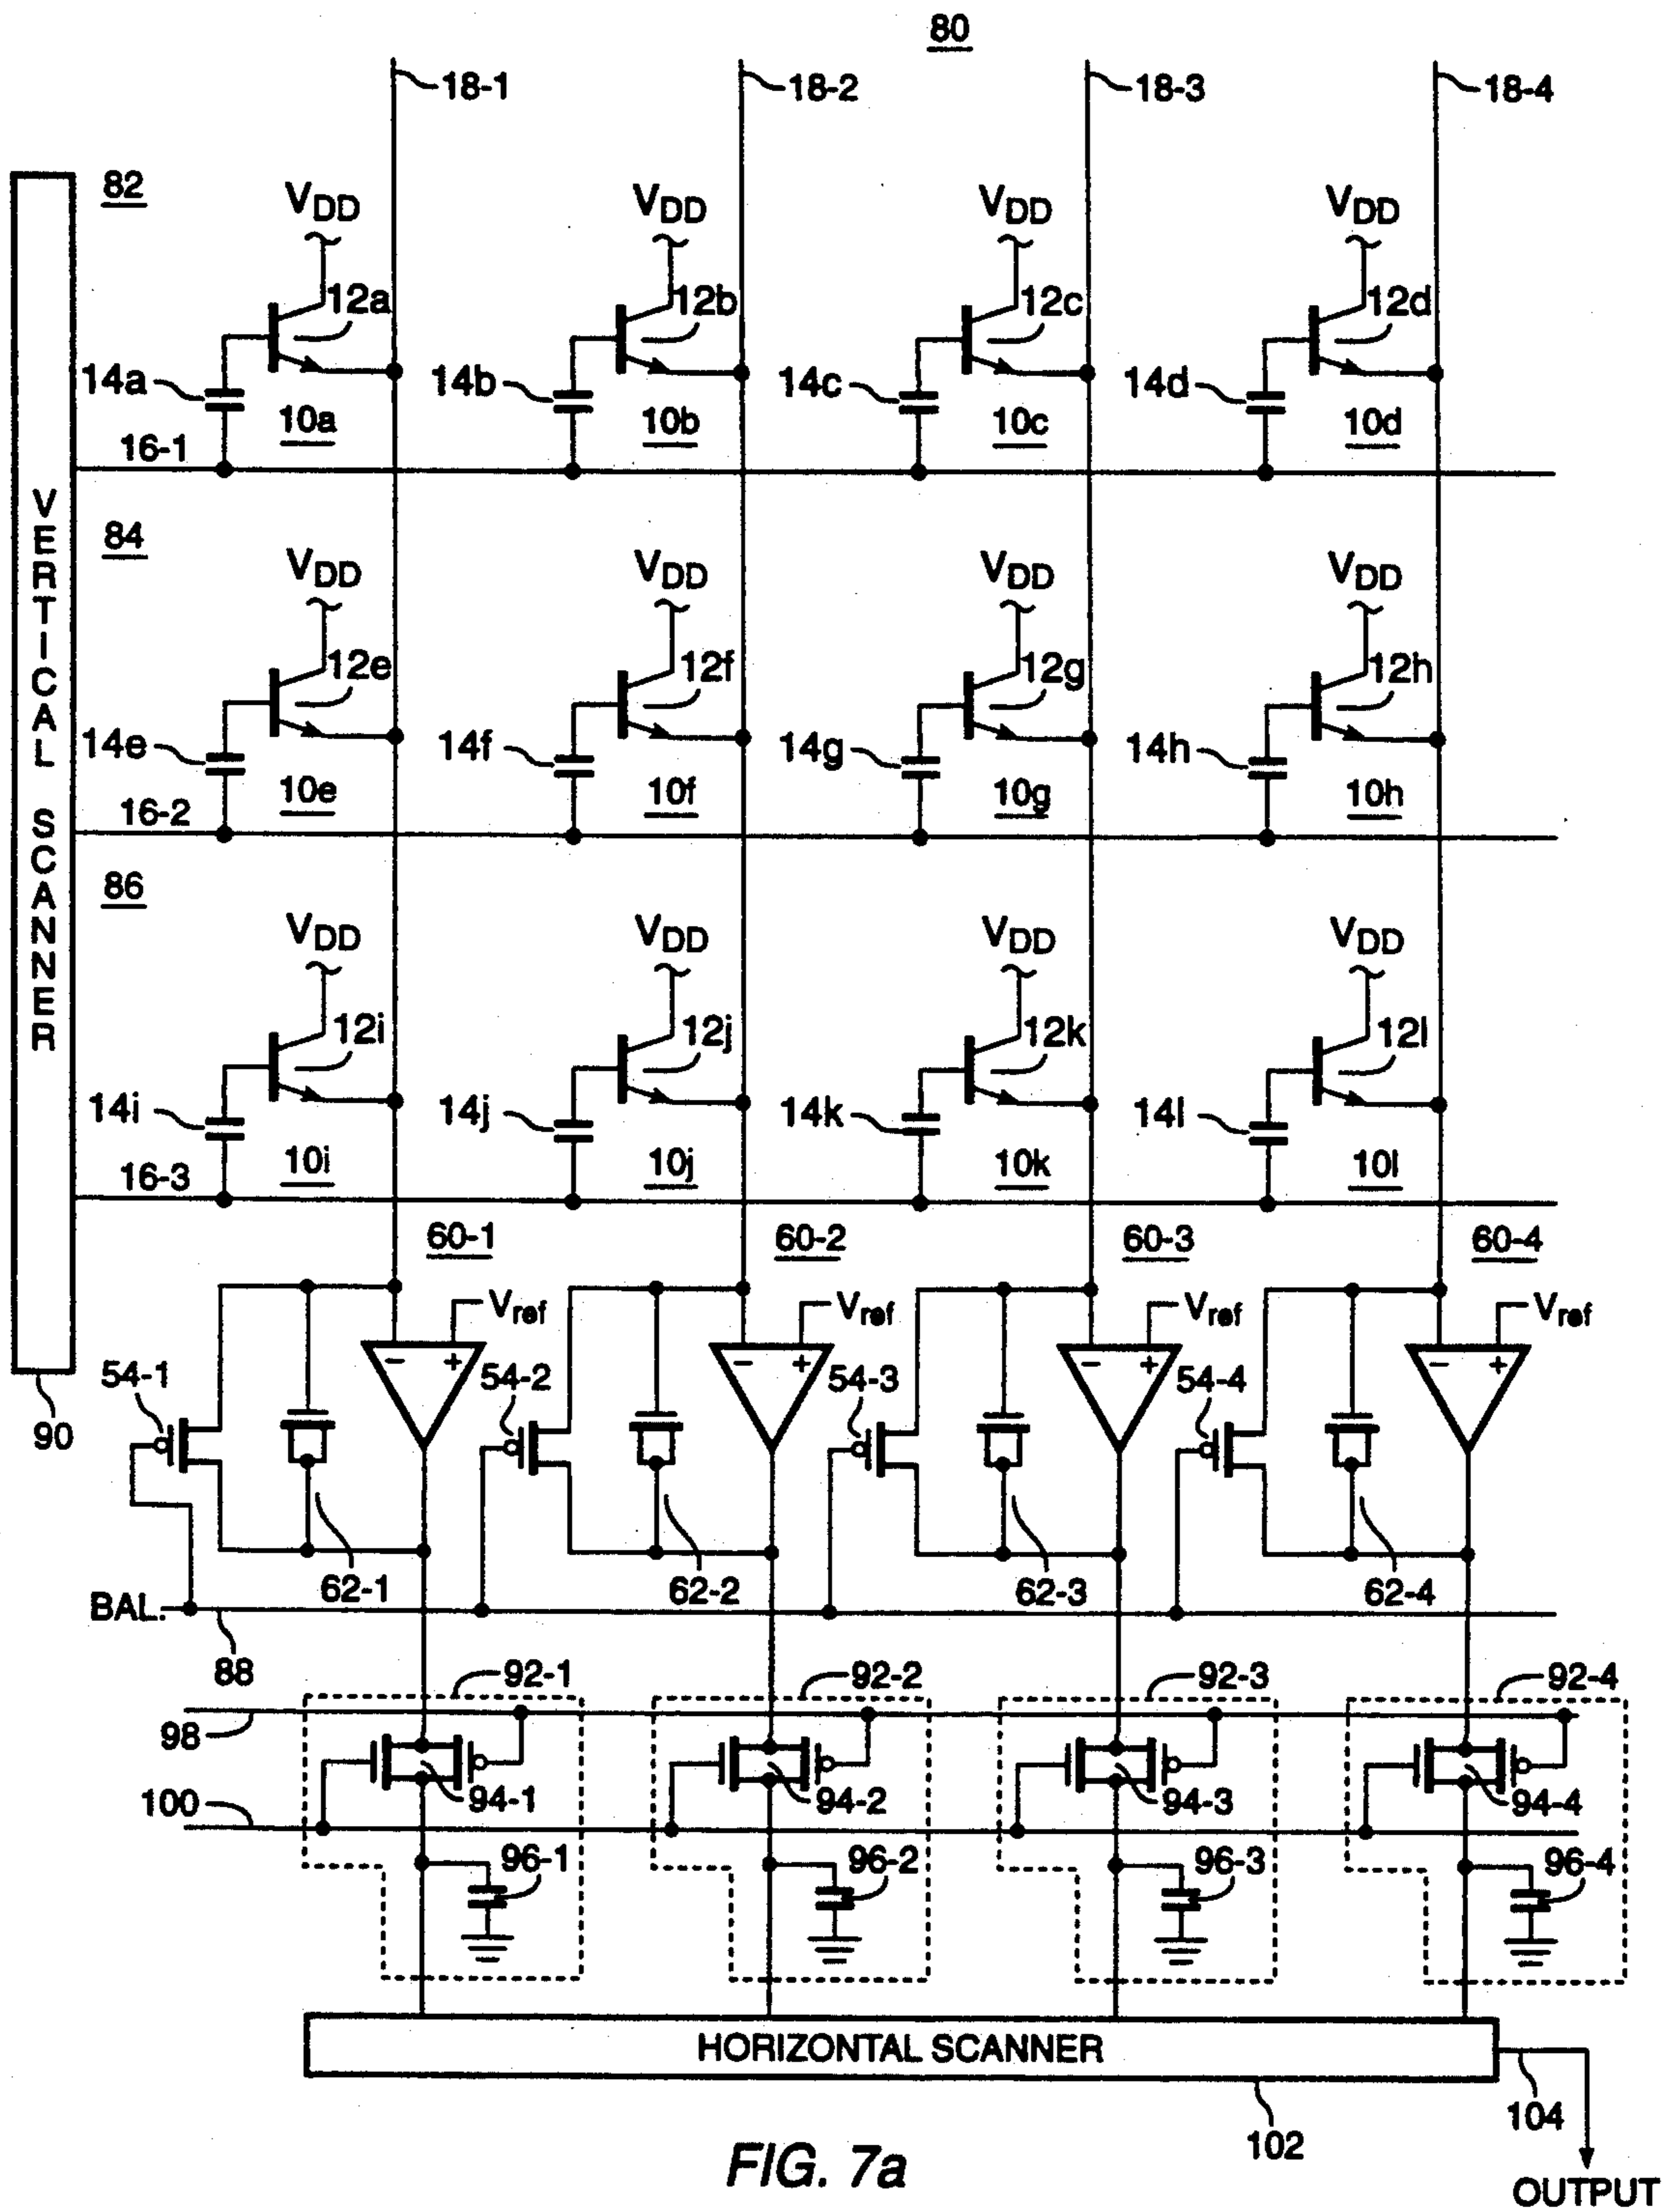 80
18-1 18-2 18-3 18-4
82
VDD VDD VDD VDD
12a 12b 12c 12d
14a 14b 14c 14d
10a 10b 10c 10d
16-1
VERTICAL SCANNER
84
VDD VDD VDD VDD
12e 12f 12g 12h
14e 14f 14g 14h
10e 10f 10g 10h
16-2
86
VDD VDD VDD VDD
12i 12j 12k 12l
14i 14j 14k 14l
10i 10j 10k 10l
16-3
60-1 60-2 60-3 60-4
Vref Vref Vref Vref
- + - + - + - +
54-1 54-2 54-3 54-4
90
62-1 62-2 62-3 62-4
BAL.
88
92-1 92-2 92-3 92-4
98
94-1 94-2 94-3 94-4
100
96-1 96-2 96-3 96-4
HORIZONTAL SCANNER
104
102
FIG. 7a
OUTPUT